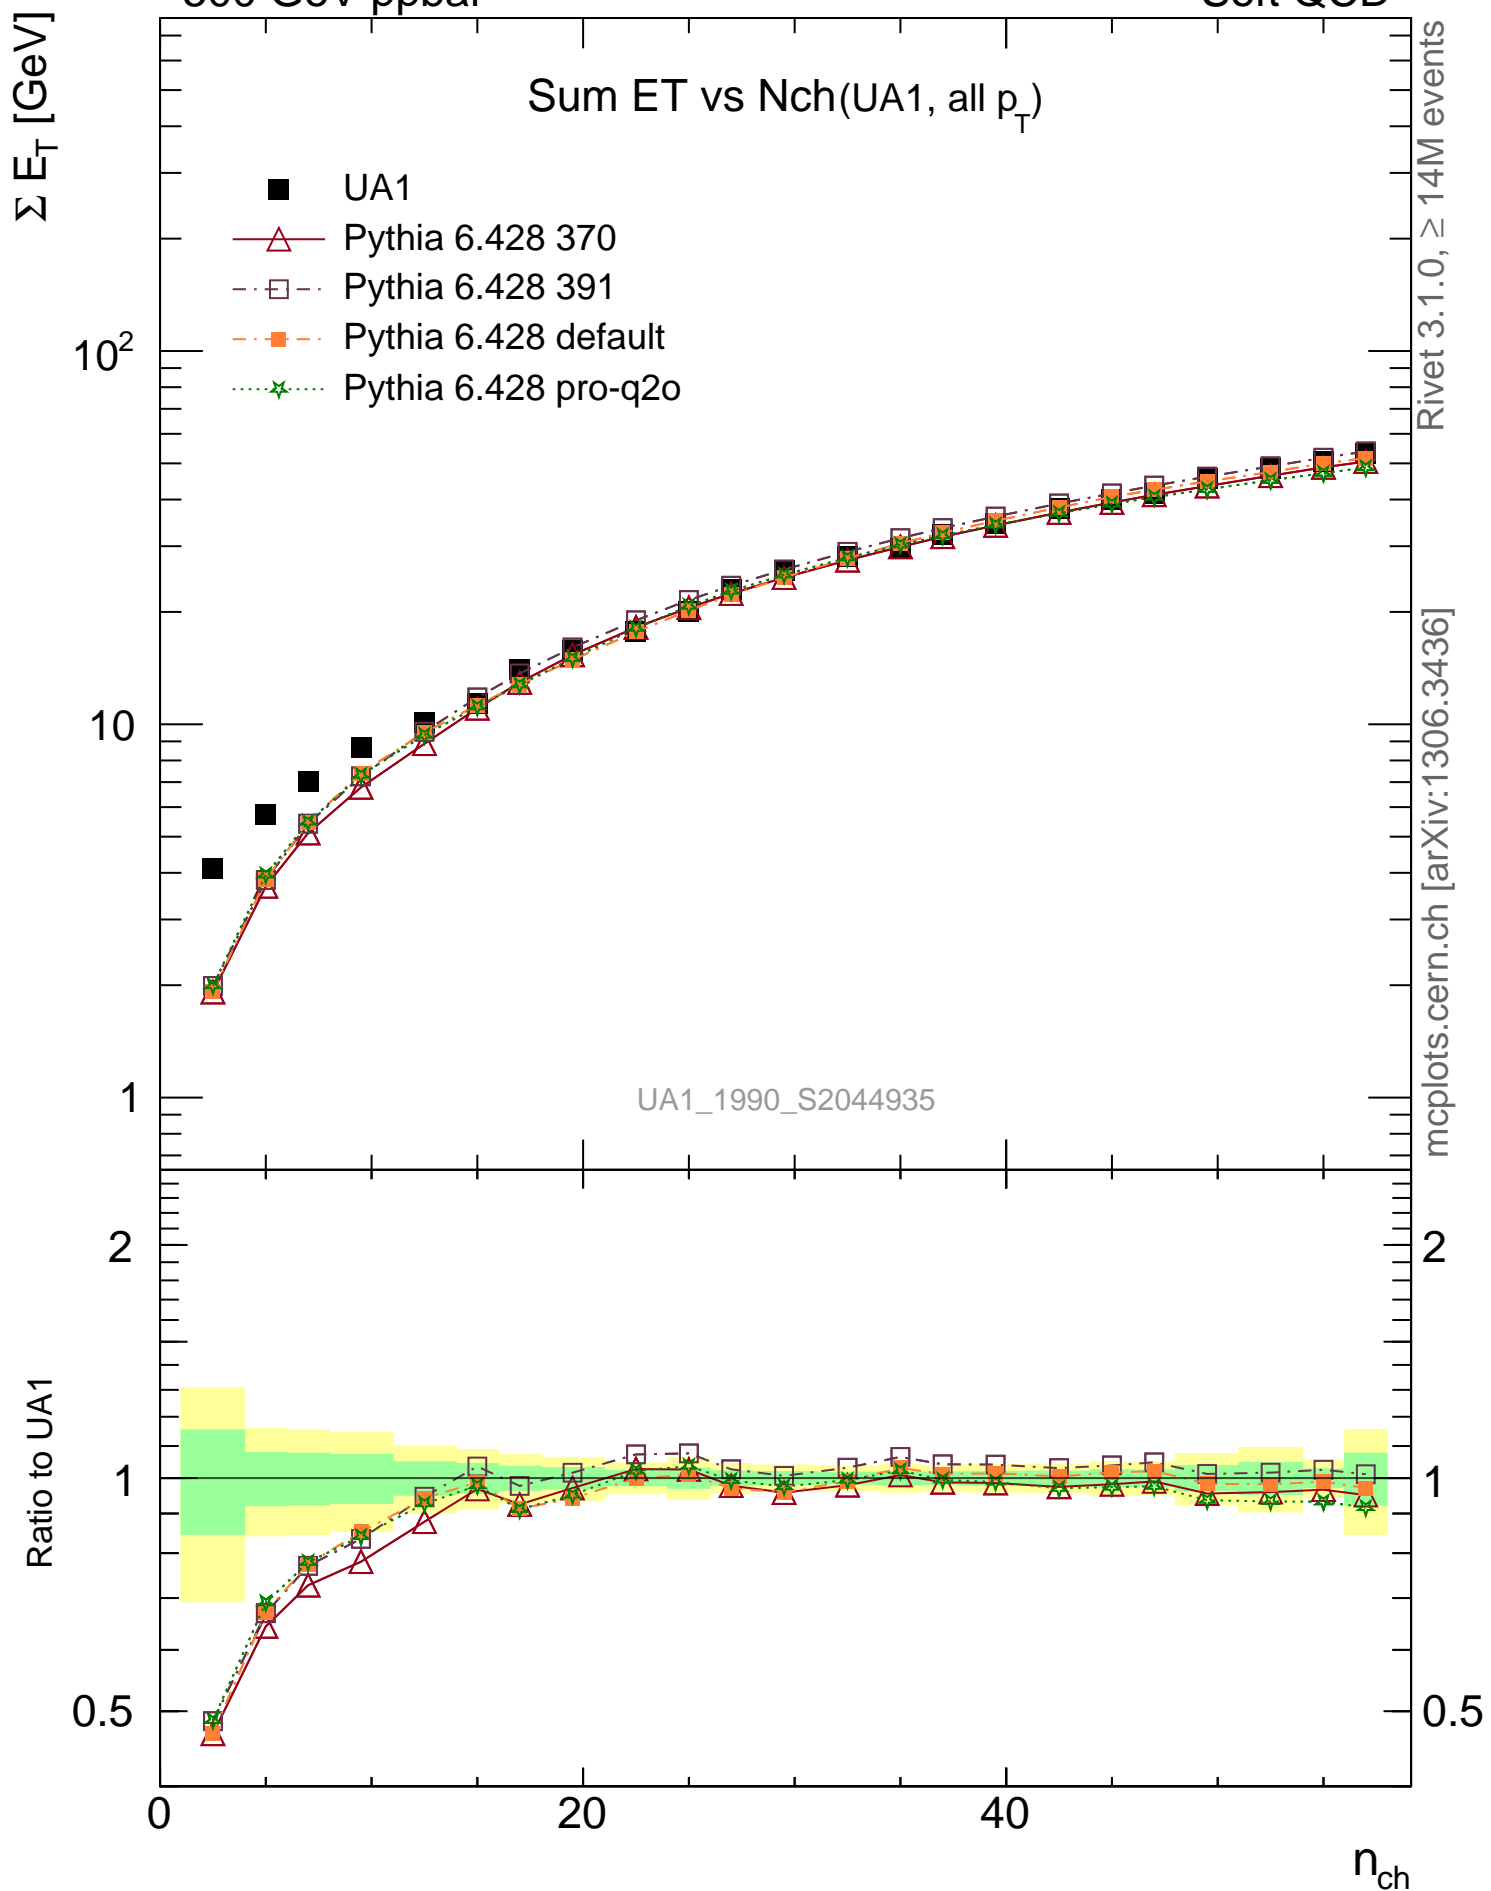 Σ E_T [GeV]
Sum ET vs Nch (UA1, all p_T)
UA1
Pythia 6.428 370
Pythia 6.428 391
Pythia 6.428 default
Pythia 6.428 pro-q2o
10^2
10
1
UA1_1990_S2044935
Rivet 3.1.0, ≥ 14M events
mcplots.cern.ch [arXiv:1306.3436]
Ratio to UA1
2
1
0.5
2
1
0.5
0
20
40
n_ch